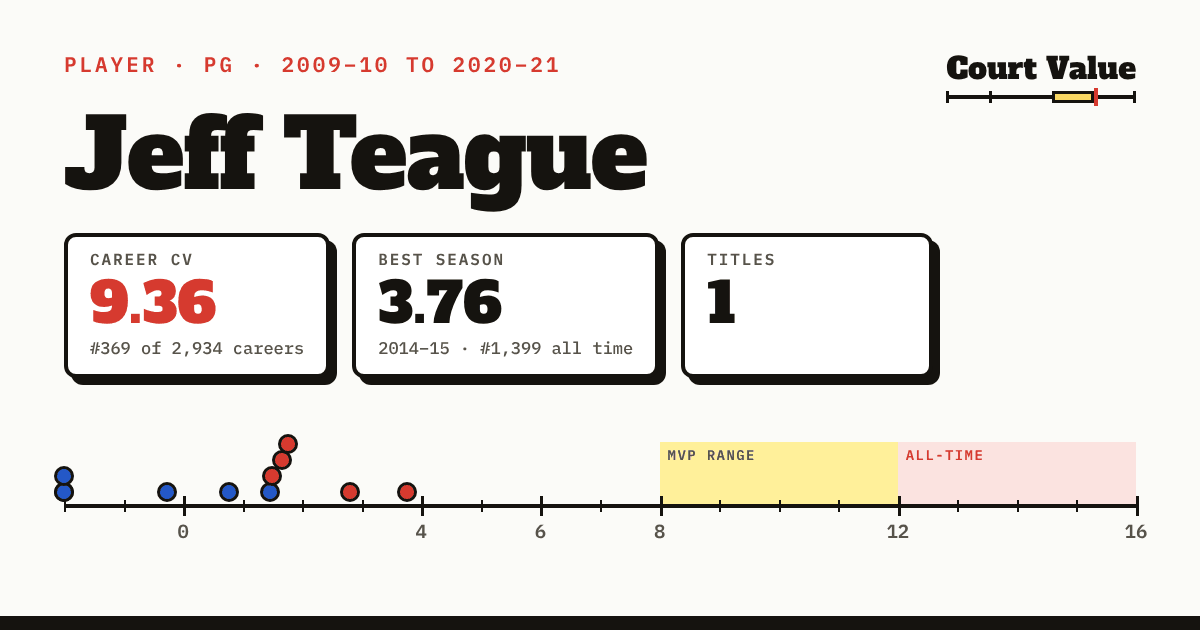 PLAYER · PG · 2009–10 TO 2020–21
Court Value
Jeff Teague
CAREER CV
9.36
#369 of 2,934 careers
BEST SEASON
3.76
2014–15 · #1,399 all time
TITLES
1
MVP RANGE
ALL-TIME
0 4 6 8 12 16